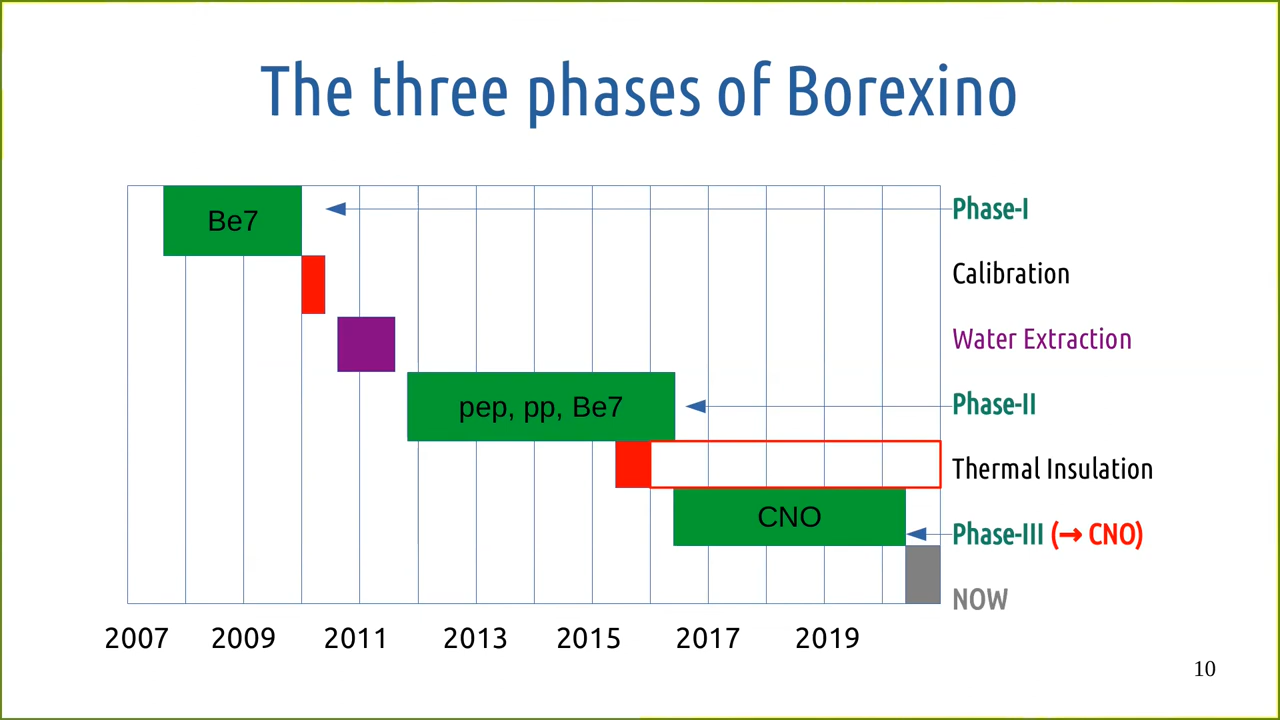 The three phases of Borexino
Be7
Phase-I
Calibration
Water Extraction
pep, pp, Be7
Phase-II
Thermal Insulation
CNO
Phase-III (→ CNO)
NOW
2007 2009 2011 2013 2015 2017 2019
10